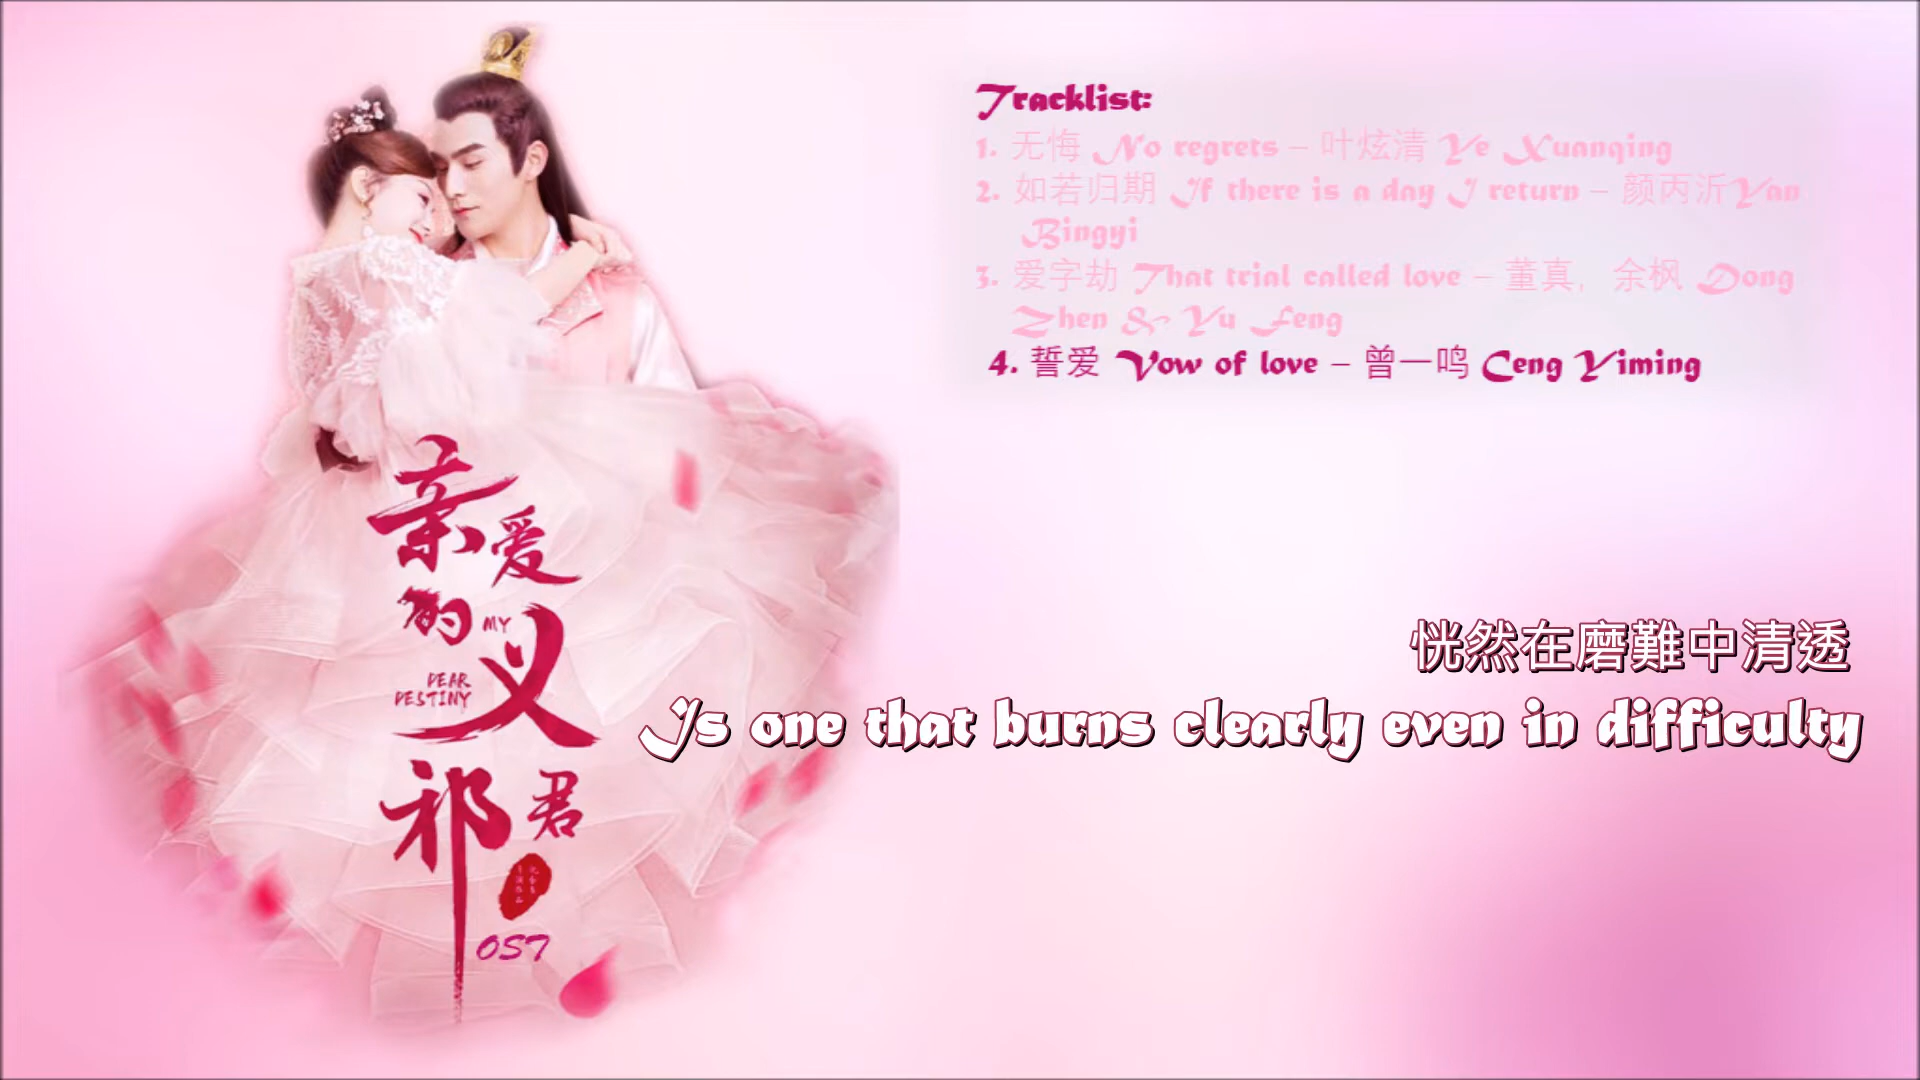 Tracklist:
1. 无悔 No regrets – 叶炫清 Ye Xuanqing
2. 如若归期 If there is a day I return – 颜丙沂Yan
Bingyi
3. 爱字劫 That trial called love – 董真，余枫 Dong
Zhen & Yu Feng
4. 誓爱 Vow of love – 曾一鸣 Ceng Yiming
亲爱
的 MY 义
DEAR
DESTINY
祁君
OST
恍然在磨難中清透
Is one that burns clearly even in difficulty